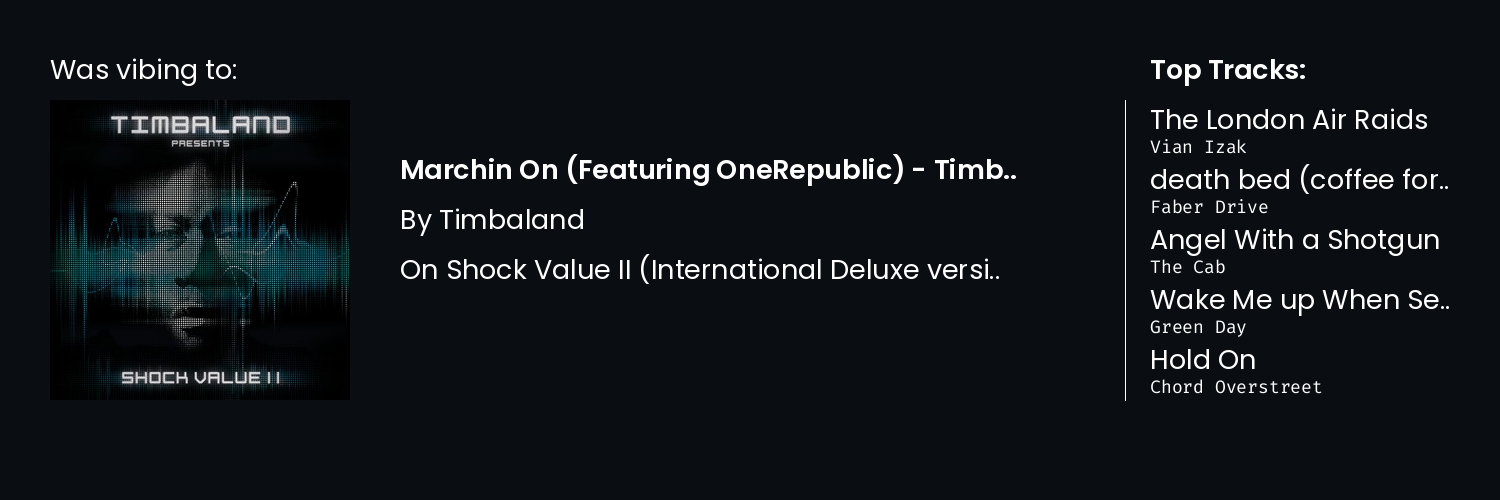 Was vibing to:
TIMBALAND
PRESENTS
SHOCK VALUE II
Marchin On (Featuring OneRepublic) - Timb..
By Timbaland
On Shock Value II (International Deluxe versi..
Top Tracks:
The London Air Raids
Vian Izak
death bed (coffee for..
Faber Drive
Angel With a Shotgun
The Cab
Wake Me up When Se..
Green Day
Hold On
Chord Overstreet